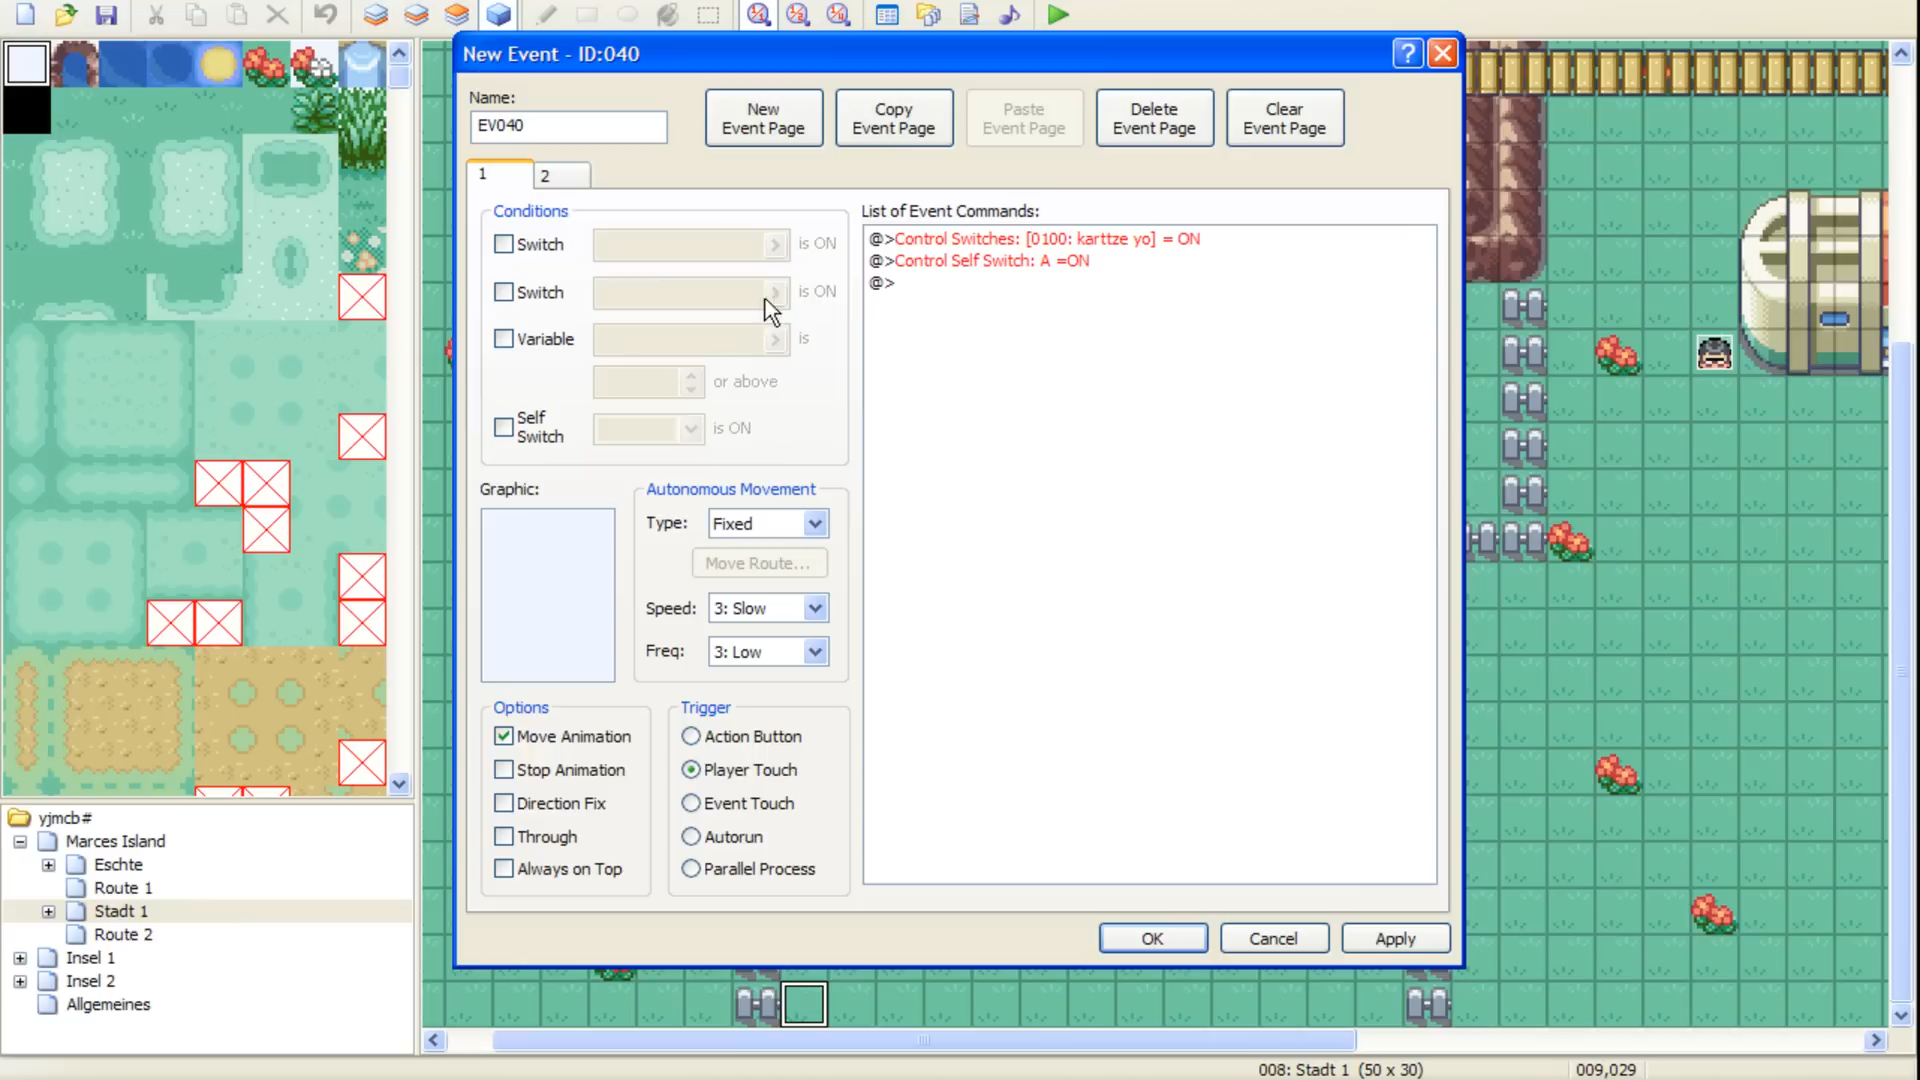 New Event - ID:040
Name:
EV040
New Event Page
Copy Event Page
Paste Event Page
Delete Event Page
Clear Event Page
1
2
Conditions
Switch
is ON
Switch
is ON
Variable
is
or above
Self Switch
is ON
List of Event Commands:
@>Control Switches: [0100: karttze yo] = ON
@>Control Self Switch: A =ON
@>
Graphic:
Autonomous Movement
Type:
Fixed
Move Route...
Speed:
3: Slow
Freq:
3: Low
Options
Move Animation
Stop Animation
Direction Fix
Through
Always on Top
Trigger
Action Button
Player Touch
Event Touch
Autorun
Parallel Process
OK
Cancel
Apply
yjmcb#
Marces Island
Eschte
Route 1
Stadt 1
Route 2
Insel 1
Insel 2
Allgemeines
008: Stadt 1 (50 x 30)
009,029